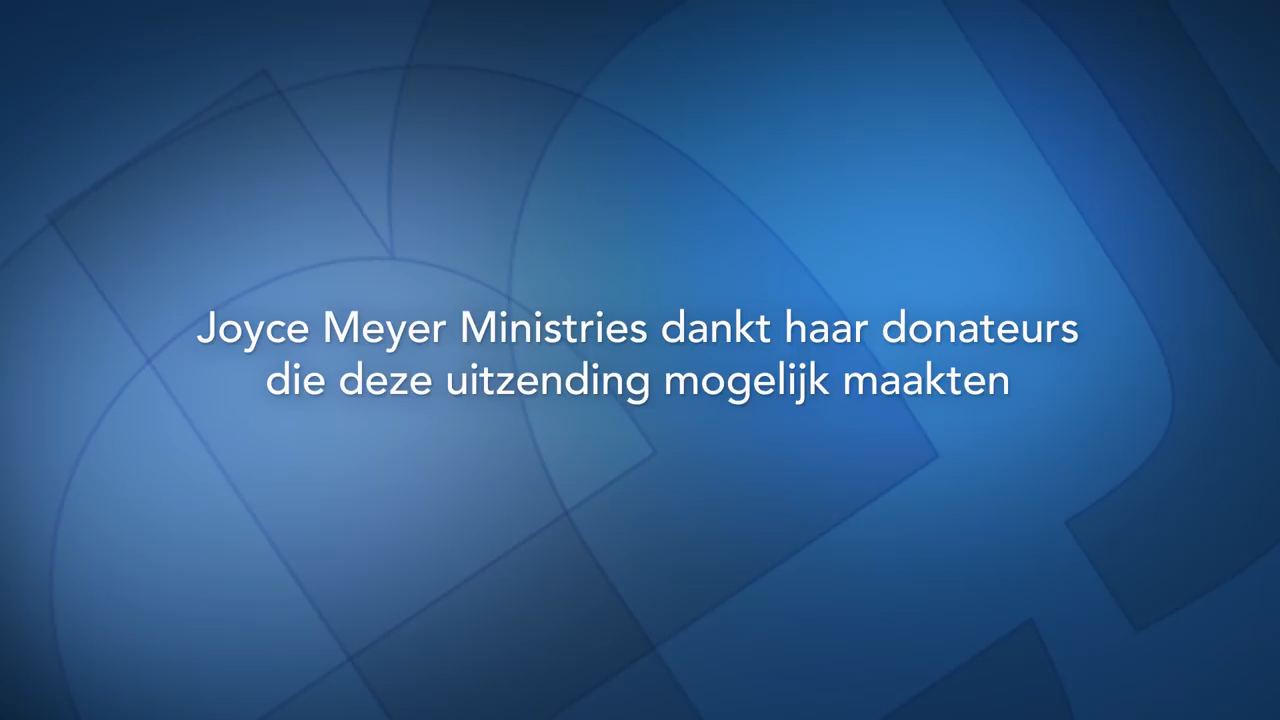 Joyce Meyer Ministries dankt haar donateurs
die deze uitzending mogelijk maakten